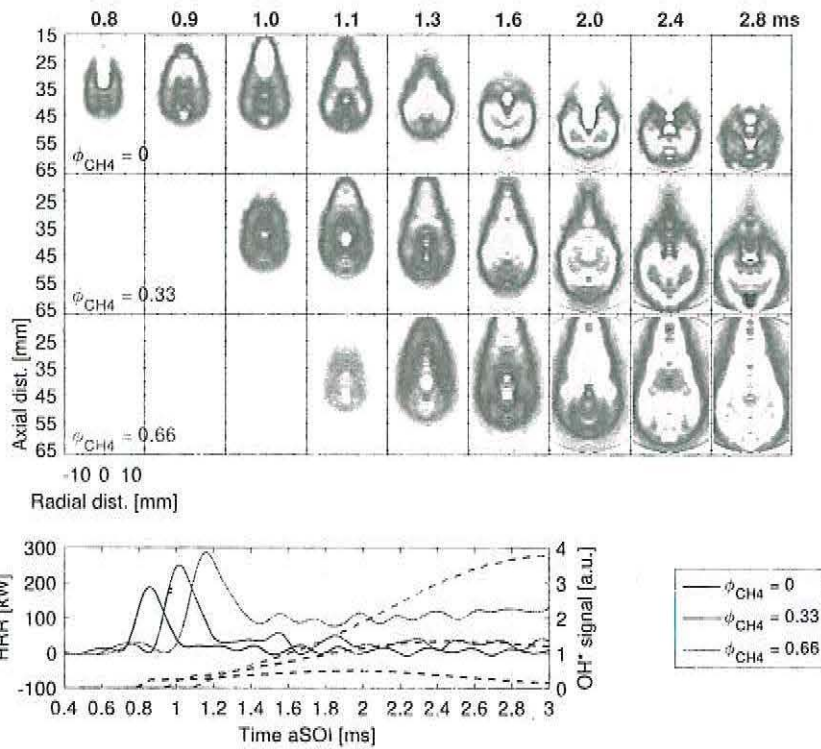 0.8 0.9 1.0 1.1 1.3 1.6 2.0 2.4 2.8 ms
15
25
35
45
55
65
ϕCH4 = 0
25
35
45
55
65
ϕCH4 = 0.33
25
35
45
55
65
ϕCH4 = 0.66
Axial dist. [mm]
-10 0 10
Radial dist. [mm]
300
200
100
0
-100
HRR [kW]
4
3
2
1
0
OH* signal [a.u.]
0.4 0.6 0.8 1 1.2 1.4 1.6 1.8 2 2.2 2.4 2.6 2.8 3
Time aSOI [ms]
ϕCH4 = 0
ϕCH4 = 0.33
ϕCH4 = 0.66